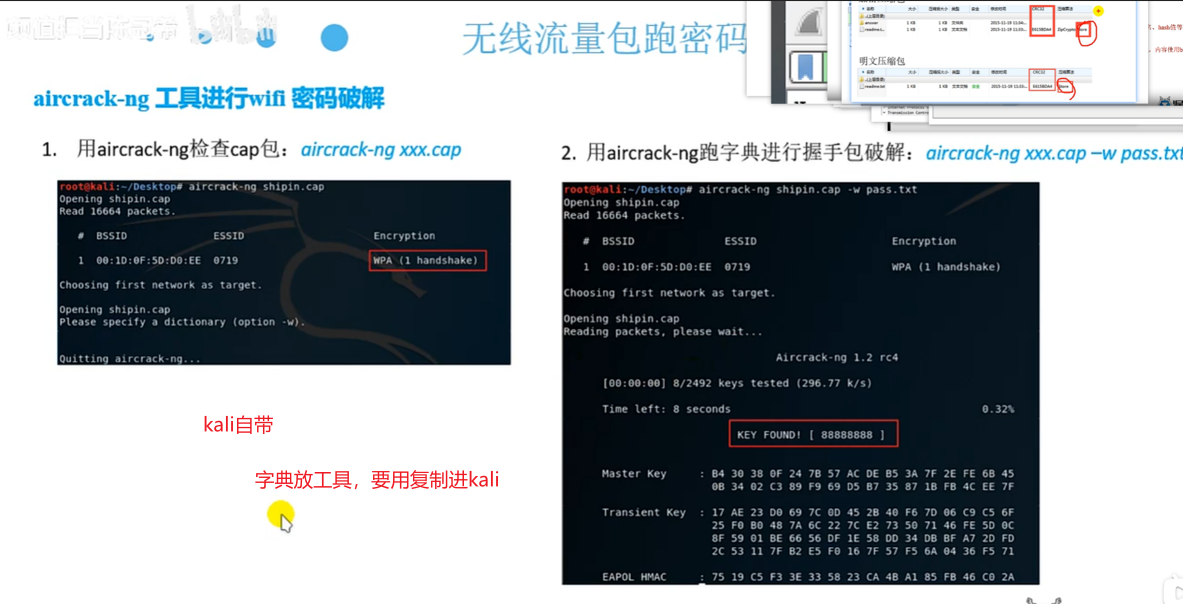 无线流量包跑密码
明文压缩包
aircrack-ng 工具进行wifi 密码破解
1. 用aircrack-ng检查cap包：aircrack-ng xxx.cap
root@kali:~/Desktop# aircrack-ng shipin.cap
Opening shipin.cap
Read 16664 packets.
# BSSID ESSID Encryption
1 00:1D:0F:5D:D0:EE 0719 WPA (1 handshake)
Choosing first network as target.
Opening shipin.cap
Please specify a dictionary (option -w).
Quitting aircrack-ng...
kali自带
字典放工具，要用复制进kali
2. 用aircrack-ng跑字典进行握手包破解：aircrack-ng xxx.cap –w pass.txt
root@kali:~/Desktop# aircrack-ng shipin.cap -w pass.txt
Opening shipin.cap
Read 16664 packets.
# BSSID ESSID Encryption
1 00:1D:0F:5D:D0:EE 0719 WPA (1 handshake)
Choosing first network as target.
Opening shipin.cap
Reading packets, please wait...
Aircrack-ng 1.2 rc4
[00:00:00] 8/2492 keys tested (296.77 k/s)
Time left: 8 seconds 0.32%
KEY FOUND! [ 88888888 ]
Master Key : B4 30 38 0F 24 7B 57 AC DE B5 3A 7F 2E FE 6B 45
0B 34 02 C3 89 F9 69 D5 B7 35 87 1B FB 4C EE 7F
Transient Key : 17 AE 23 D0 69 7C 0D 45 2B 40 F6 7D 06 C9 C5 6F
25 F0 B0 48 7A 6C 22 7C E2 73 50 71 46 FE 5D 0C
8F 59 01 BE 66 56 DF 1E 58 DD 34 DB BF A7 2D FD
2C 53 11 7F B2 E5 F0 16 7F 57 F5 6A 04 36 F5 71
EAPOL HMAC : 75 19 C5 F3 3E 33 58 23 CA 4B A1 85 FB 46 C0 2A